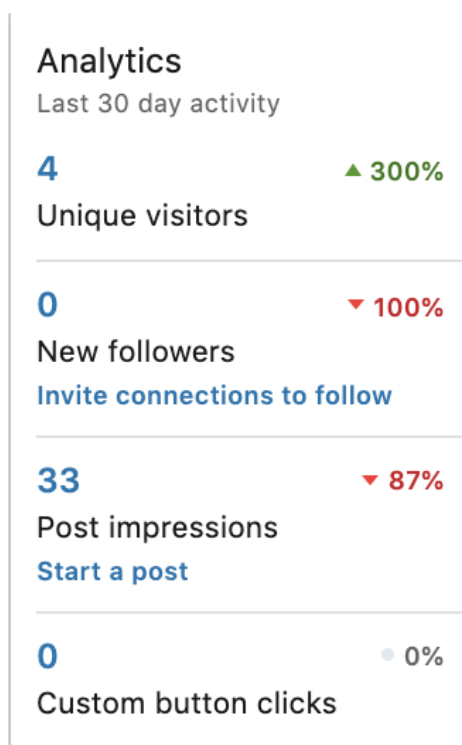 Analytics
Last 30 day activity
4 ▲ 300%
Unique visitors
0 ▼ 100%
New followers
Invite connections to follow
33 ▼ 87%
Post impressions
Start a post
0 0%
Custom button clicks